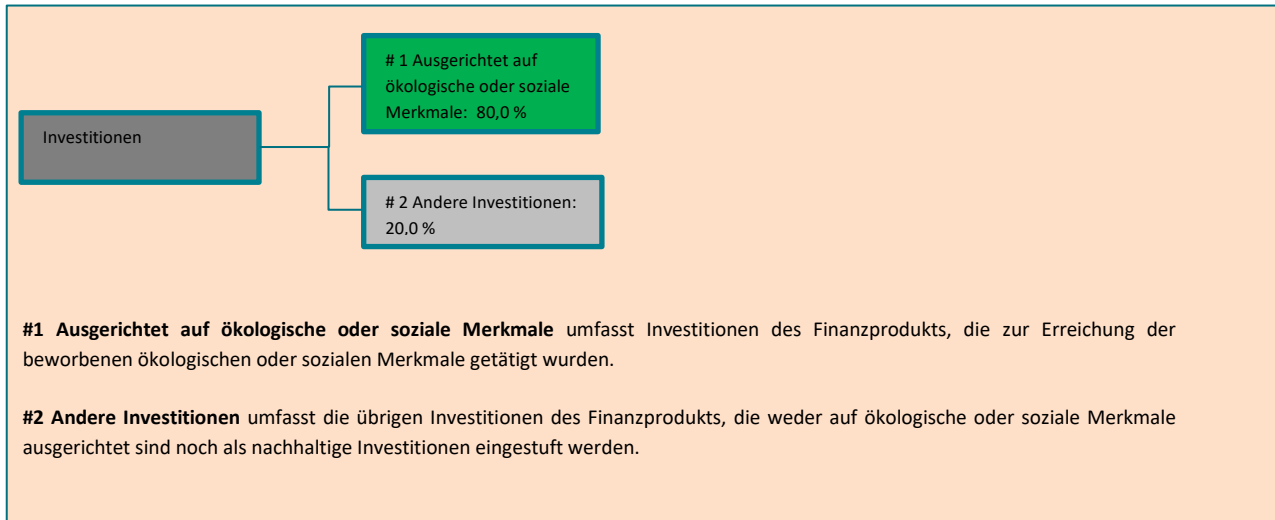 # 1 Ausgerichtet auf
ökologische oder soziale
Merkmale: 80,0 %
Investitionen
# 2 Andere Investitionen:
20,0 %
#1 Ausgerichtet auf ökologische oder soziale Merkmale umfasst Investitionen des Finanzprodukts, die zur Erreichung der
beworbenen ökologischen oder sozialen Merkmale getätigt wurden.
#2 Andere Investitionen umfasst die übrigen Investitionen des Finanzprodukts, die weder auf ökologische oder soziale Merkmale
ausgerichtet sind noch als nachhaltige Investitionen eingestuft werden.